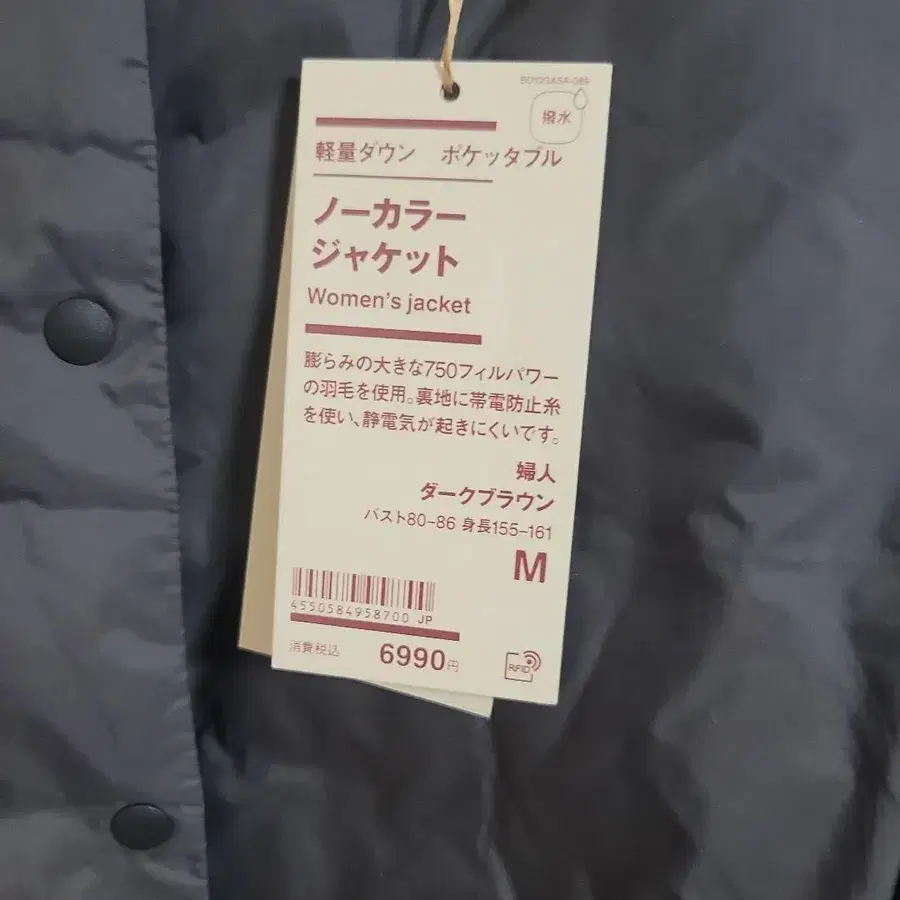 撥水
軽量ダウン ポケッタブル
ノーカラー
ジャケット
Women's jacket
膨らみの大きな750フィルパワー
の羽毛を使用。裏地に帯電防止糸
を使い、静電気が起きにくいです。
婦人
ダークブラウン
バスト80-86 身長155-161
M
4550584958700 JP
消費税込 6990円
RFID